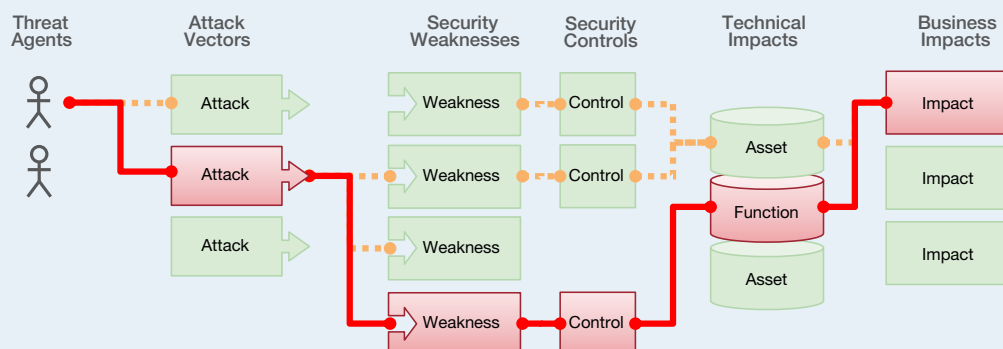 Threat
Agents
Attack
Vectors
Security
Weaknesses
Security
Controls
Technical
Impacts
Business
Impacts
Attack
Weakness
Control
Asset
Impact
Attack
Weakness
Control
Function
Impact
Attack
Weakness
Asset
Impact
Weakness
Control